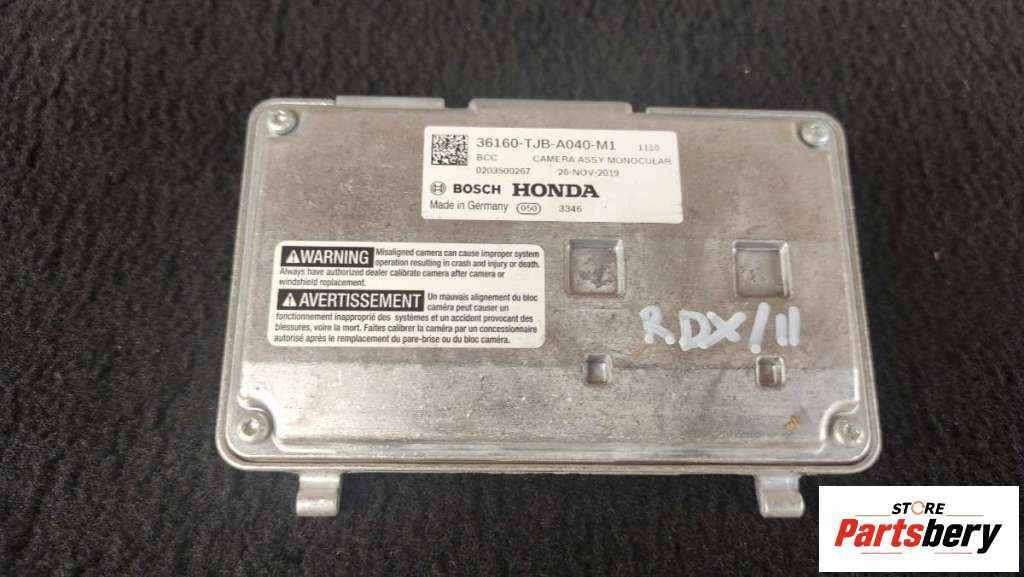 36160-TJB-A040-M1 1110
BCC CAMERA ASSY MONOCULAR
0203500267 26-NOV-2019
BOSCH HONDA
Made in Germany 050 3346
WARNING Misaligned camera can cause improper system
operation resulting in crash and injury or death.
Always have authorized dealer calibrate camera after camera or
windshield replacement.
AVERTISSEMENT Un mauvais alignement du bloc
caméra peut causer un
fonctionnement inapproprié des systèmes et un accident provocant des
blessures, voire la mort. Faites calibrer la caméra par un concessionnaire
autorisé après le remplacement du pare-brise ou du bloc caméra.
RDX/11
STORE
Partsbery